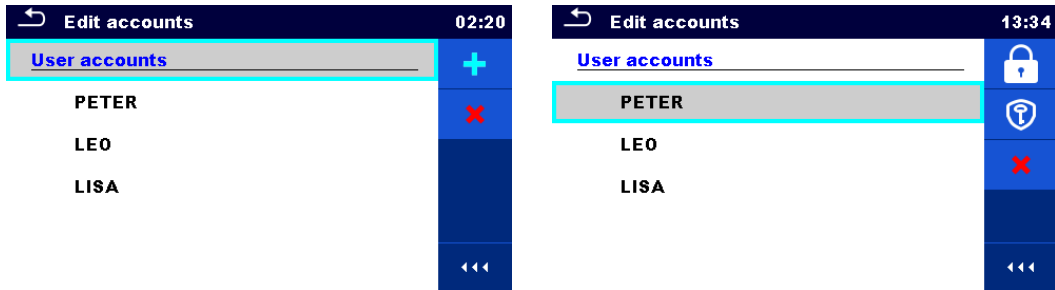 Edit accounts 02:20
User accounts
PETER
LEO
LISA
Edit accounts 13:34
User accounts
PETER
LEO
LISA